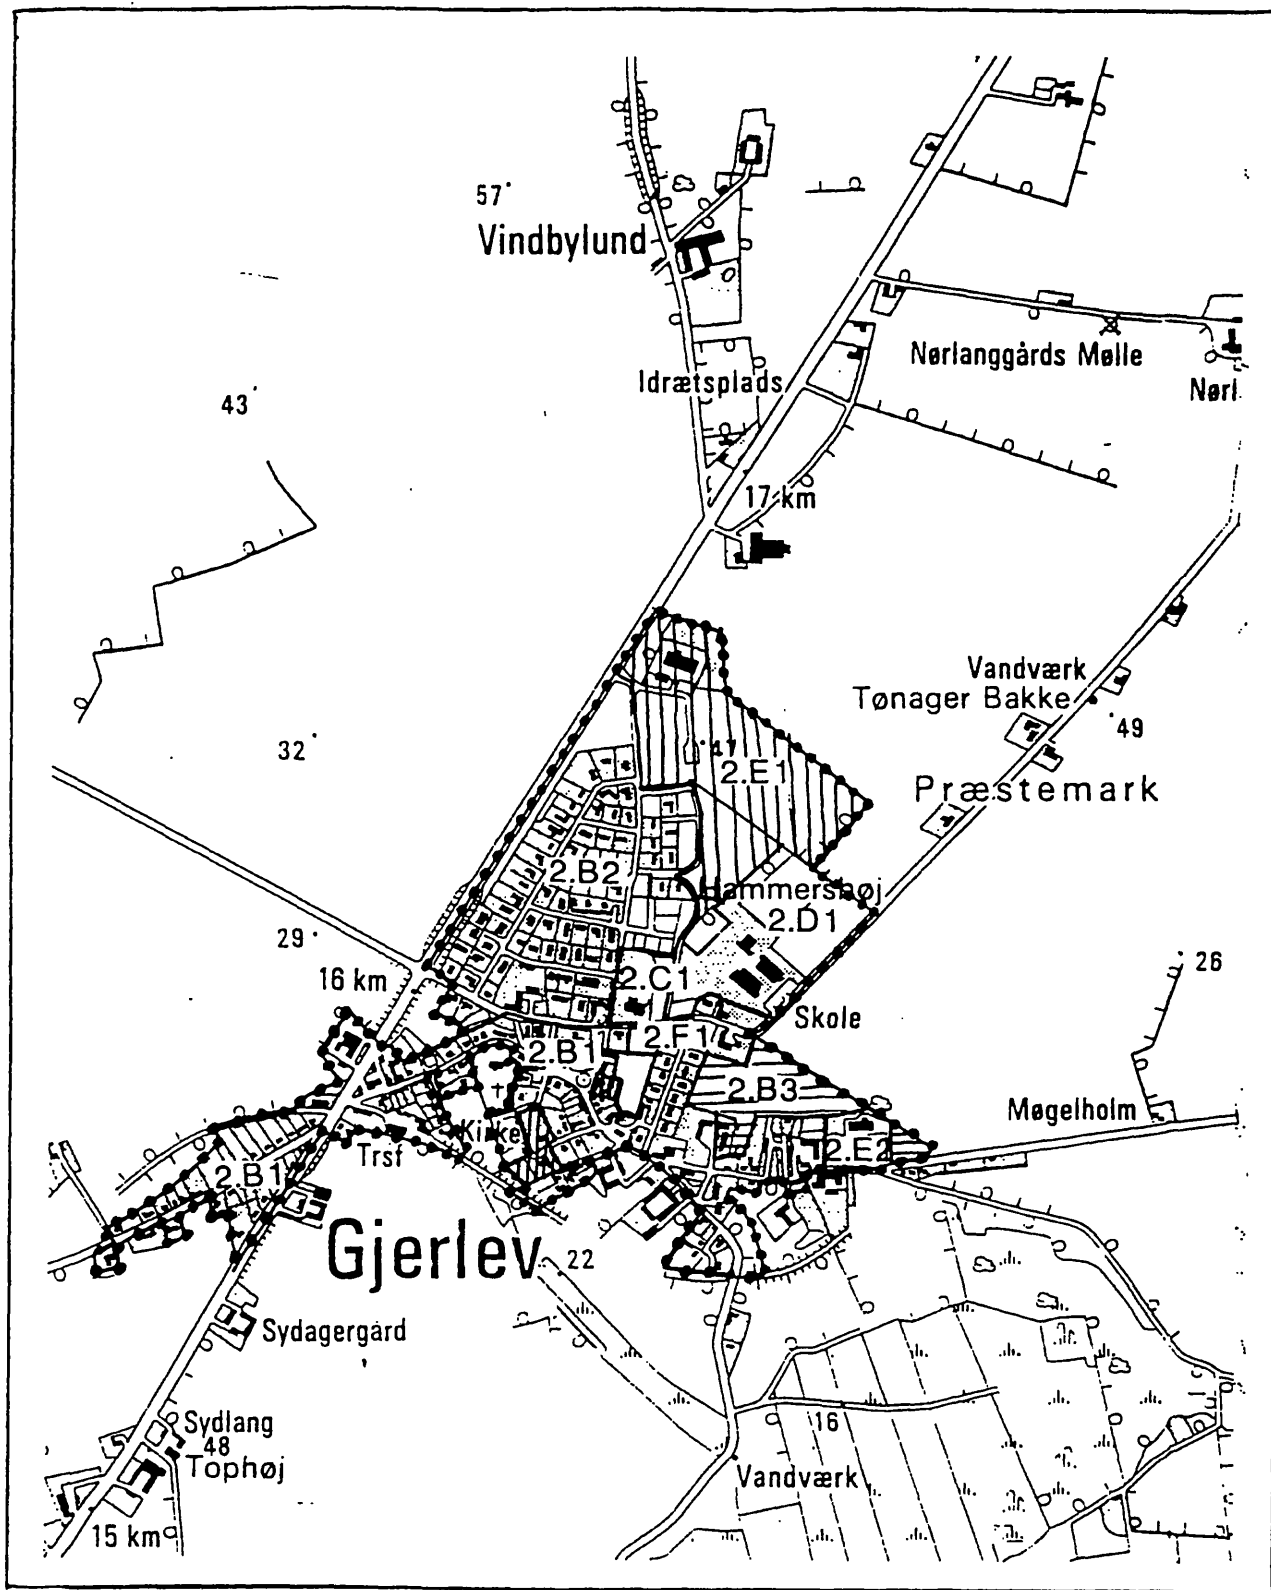 57
Vindbylund
Nørlanggårds Mølle
Idrætsplads
Nørl.
43
17 km
Vandværk
Tønager Bakke
49
32
47
2.E1
Præstemark
2.B2
Hammershøj
2.D1
29
26
16 km
2.C1
Skole
2.F1
2.B1
2.B3
Møgelholm
Kirke
Trsf
2.E2
2.B1
Gjerlev
22
Sydagergård
Sydlang
16
48
Tophøj
Vandværk
15 km